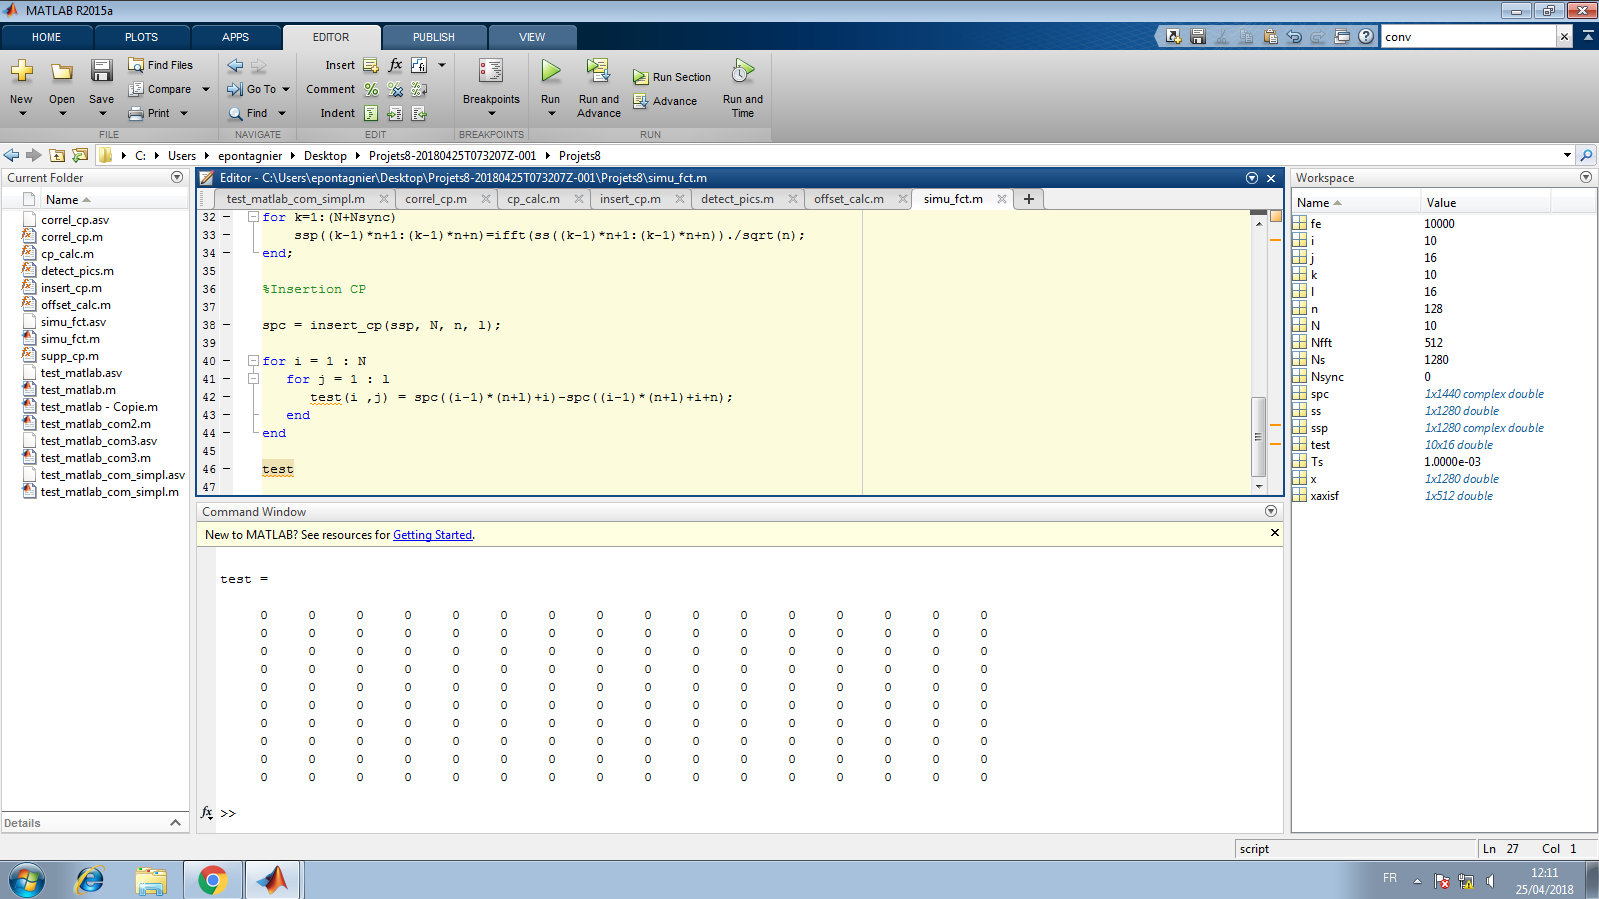 MATLAB R2015a
HOME PLOTS APPS EDITOR PUBLISH VIEW
conv
New Open Save
Find Files
Compare
Print
Go To
Find
Insert fx
Comment
Indent
Breakpoints
Run
Run and Advance
Run Section
Advance
Run and Time
FILE NAVIGATE EDIT BREAKPOINTS RUN
C: Users epontagnier Desktop Projets8-20180425T073207Z-001 Projets8
Current Folder
Name
correl_cp.asv
correl_cp.m
cp_calc.m
detect_pics.m
insert_cp.m
offset_calc.m
simu_fct.asv
simu_fct.m
supp_cp.m
test_matlab.asv
test_matlab.m
test_matlab - Copie.m
test_matlab_com2.m
test_matlab_com3.asv
test_matlab_com3.m
test_matlab_com_simpl.asv
test_matlab_com_simpl.m
Details
Editor - C:\Users\epontagnier\Desktop\Projets8-20180425T073207Z-001\Projets8\simu_fct.m
test_matlab_com_simpl.m correl_cp.m cp_calc.m insert_cp.m detect_pics.m offset_calc.m simu_fct.m
32 for k=1:(N+Nsync)
33 ssp((k-1)*n+1:(k-1)*n+n)=ifft(ss((k-1)*n+1:(k-1)*n+n))./sqrt(n);
34 end;
35
36 %Insertion CP
37
38 spc = insert_cp(ssp, N, n, l);
39
40 for i = 1 : N
41 for j = 1 : l
42 test(i ,j) = spc((i-1)*(n+l)+i)-spc((i-1)*(n+l)+i+n);
43 end
44 end
45
46 test
47
Command Window
New to MATLAB? See resources for Getting Started.
test =
0 0 0 0 0 0 0 0 0 0 0 0 0 0 0 0
0 0 0 0 0 0 0 0 0 0 0 0 0 0 0 0
0 0 0 0 0 0 0 0 0 0 0 0 0 0 0 0
0 0 0 0 0 0 0 0 0 0 0 0 0 0 0 0
0 0 0 0 0 0 0 0 0 0 0 0 0 0 0 0
0 0 0 0 0 0 0 0 0 0 0 0 0 0 0 0
0 0 0 0 0 0 0 0 0 0 0 0 0 0 0 0
0 0 0 0 0 0 0 0 0 0 0 0 0 0 0 0
0 0 0 0 0 0 0 0 0 0 0 0 0 0 0 0
0 0 0 0 0 0 0 0 0 0 0 0 0 0 0 0
fx >>
Workspace
Name Value
fe 10000
i 10
j 16
k 10
l 16
n 128
N 10
Nfft 512
Ns 1280
Nsync 0
spc 1x1440 complex double
ss 1x1280 double
ssp 1x1280 complex double
test 10x16 double
Ts 1.0000e-03
x 1x1280 double
xaxisf 1x512 double
script Ln 27 Col 1
FR
12:11
25/04/2018